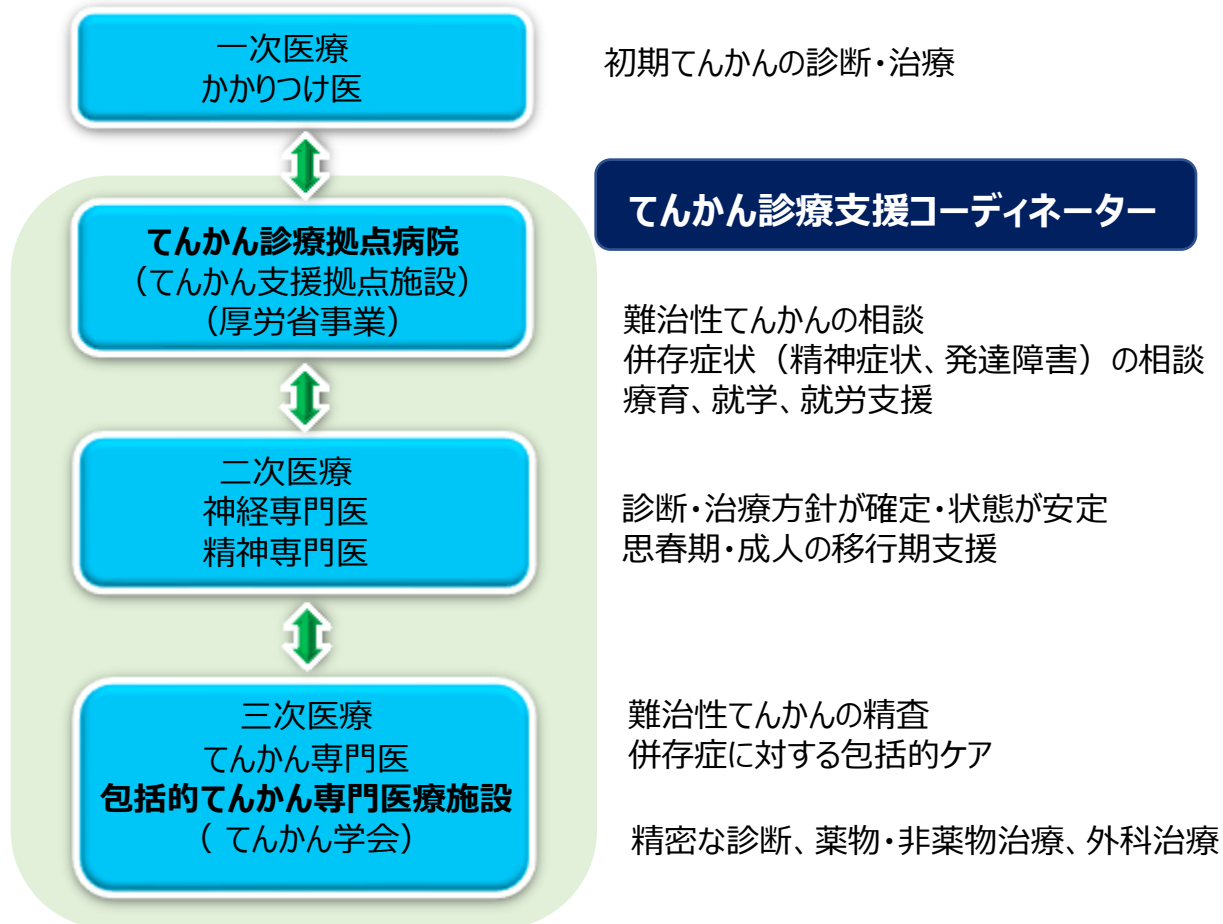 一次医療
かかりつけ医
初期てんかんの診断・治療
てんかん診療支援コーディネーター
てんかん診療拠点病院
（てんかん支援拠点施設）
（厚労省事業）
難治性てんかんの相談
併存症状（精神症状、発達障害）の相談
療育、就学、就労支援
二次医療
神経専門医
精神専門医
診断・治療方針が確定・状態が安定
思春期・成人の移行期支援
三次医療
てんかん専門医
包括的てんかん専門医療施設
（ てんかん学会）
難治性てんかんの精査
併存症に対する包括的ケア
精密な診断、薬物・非薬物治療、外科治療